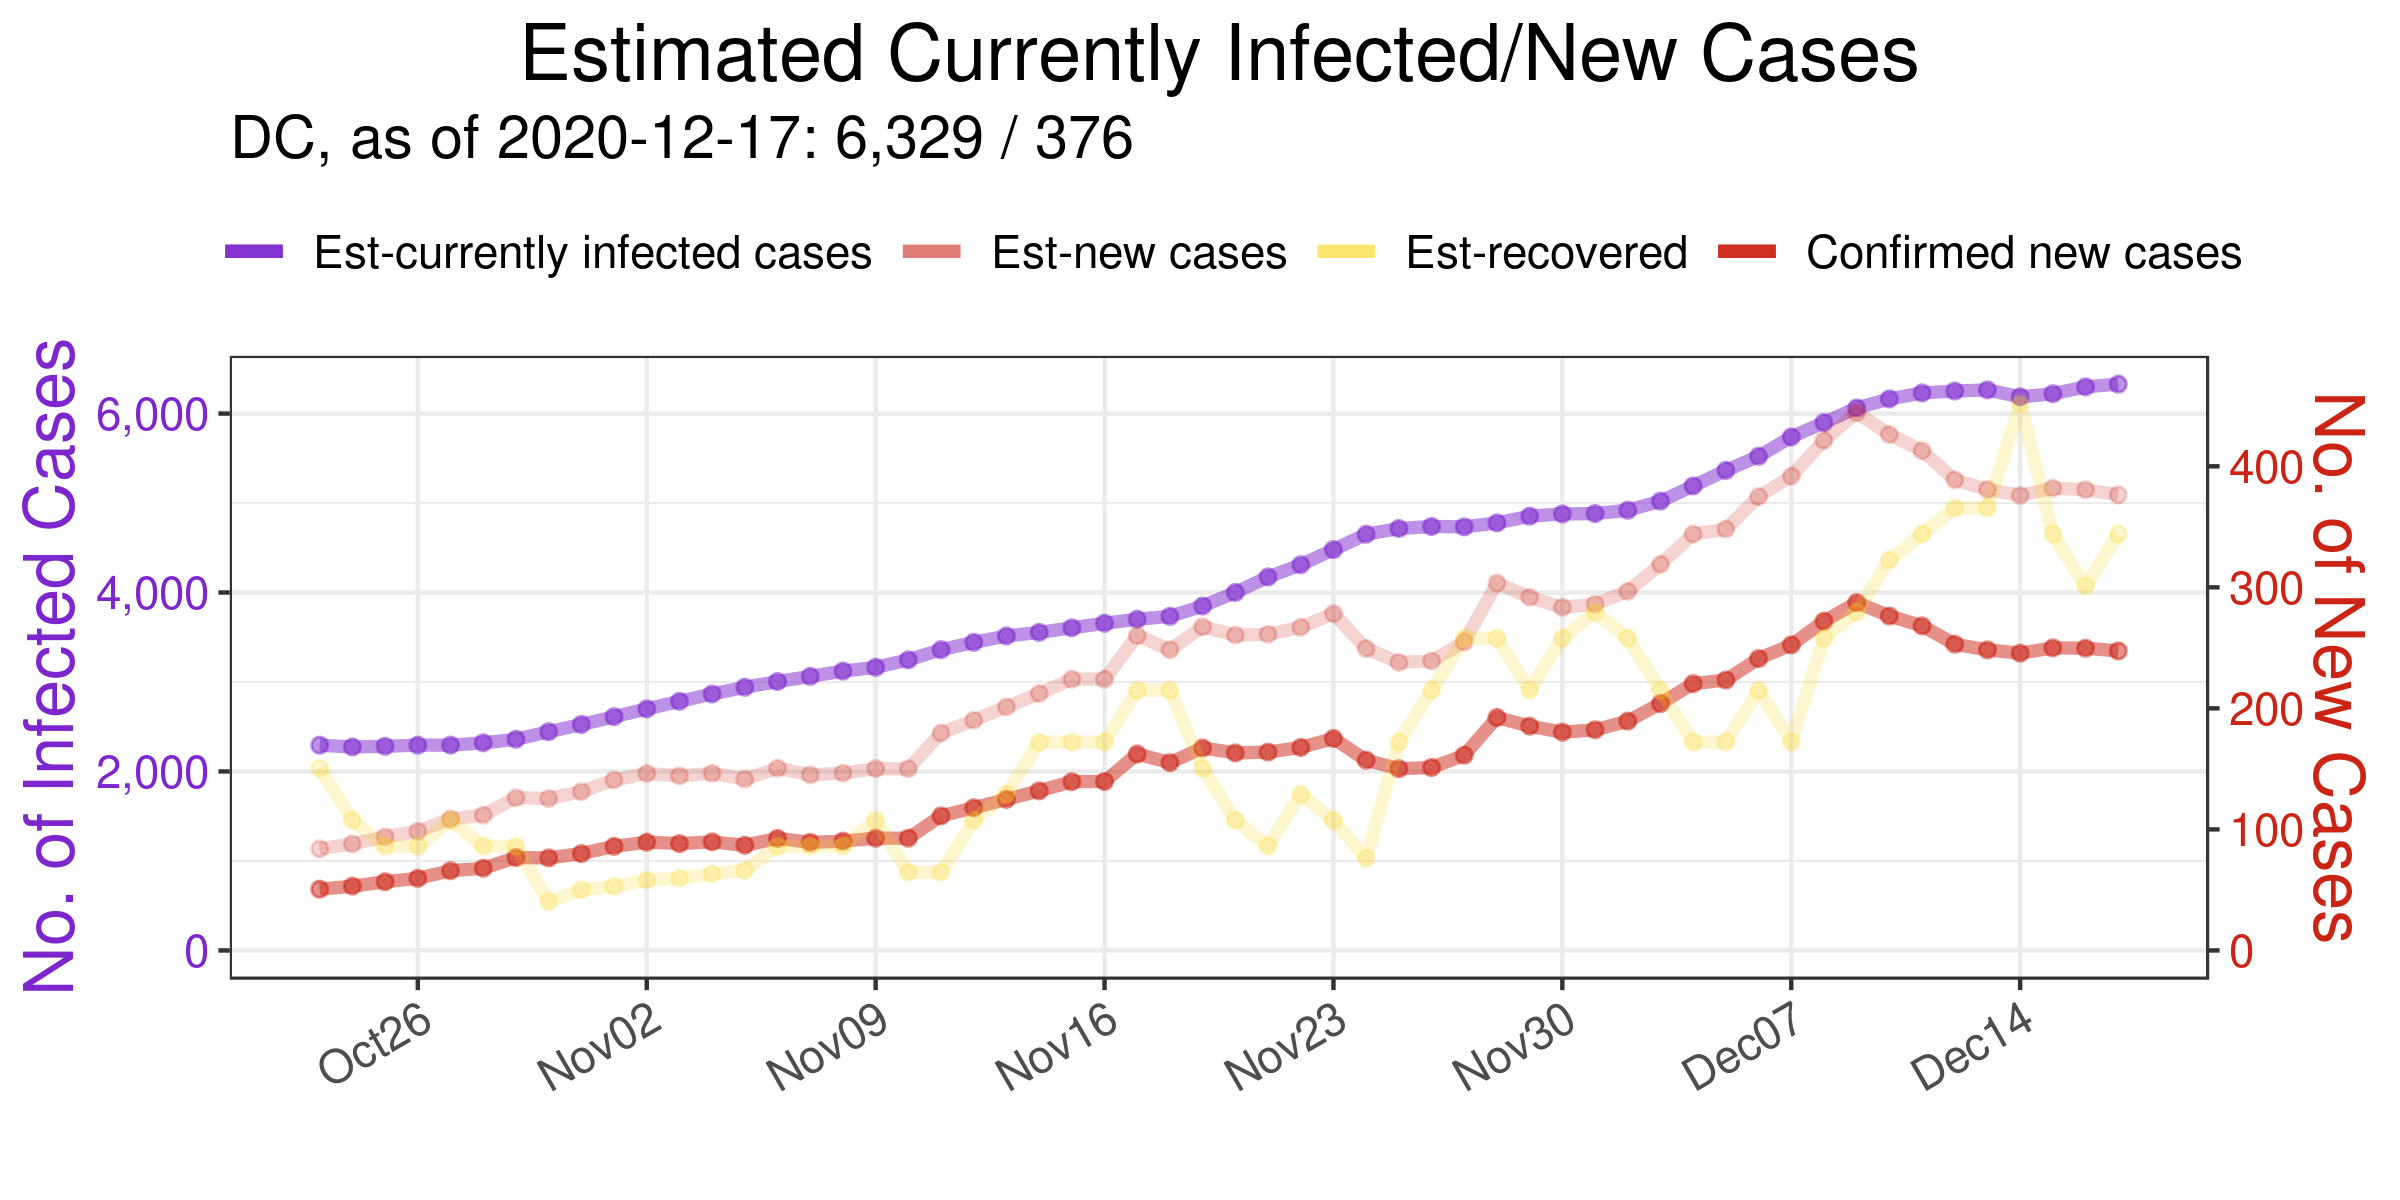 Estimated Currently Infected/New Cases
DC, as of 2020-12-17: 6,329 / 376
Est-currently infected cases Est-new cases Est-recovered Confirmed new cases
No. of Infected Cases
6,000
4,000
2,000
0
No. of New Cases
400
300
200
100
0
Oct26 Nov02 Nov09 Nov16 Nov23 Nov30 Dec07 Dec14